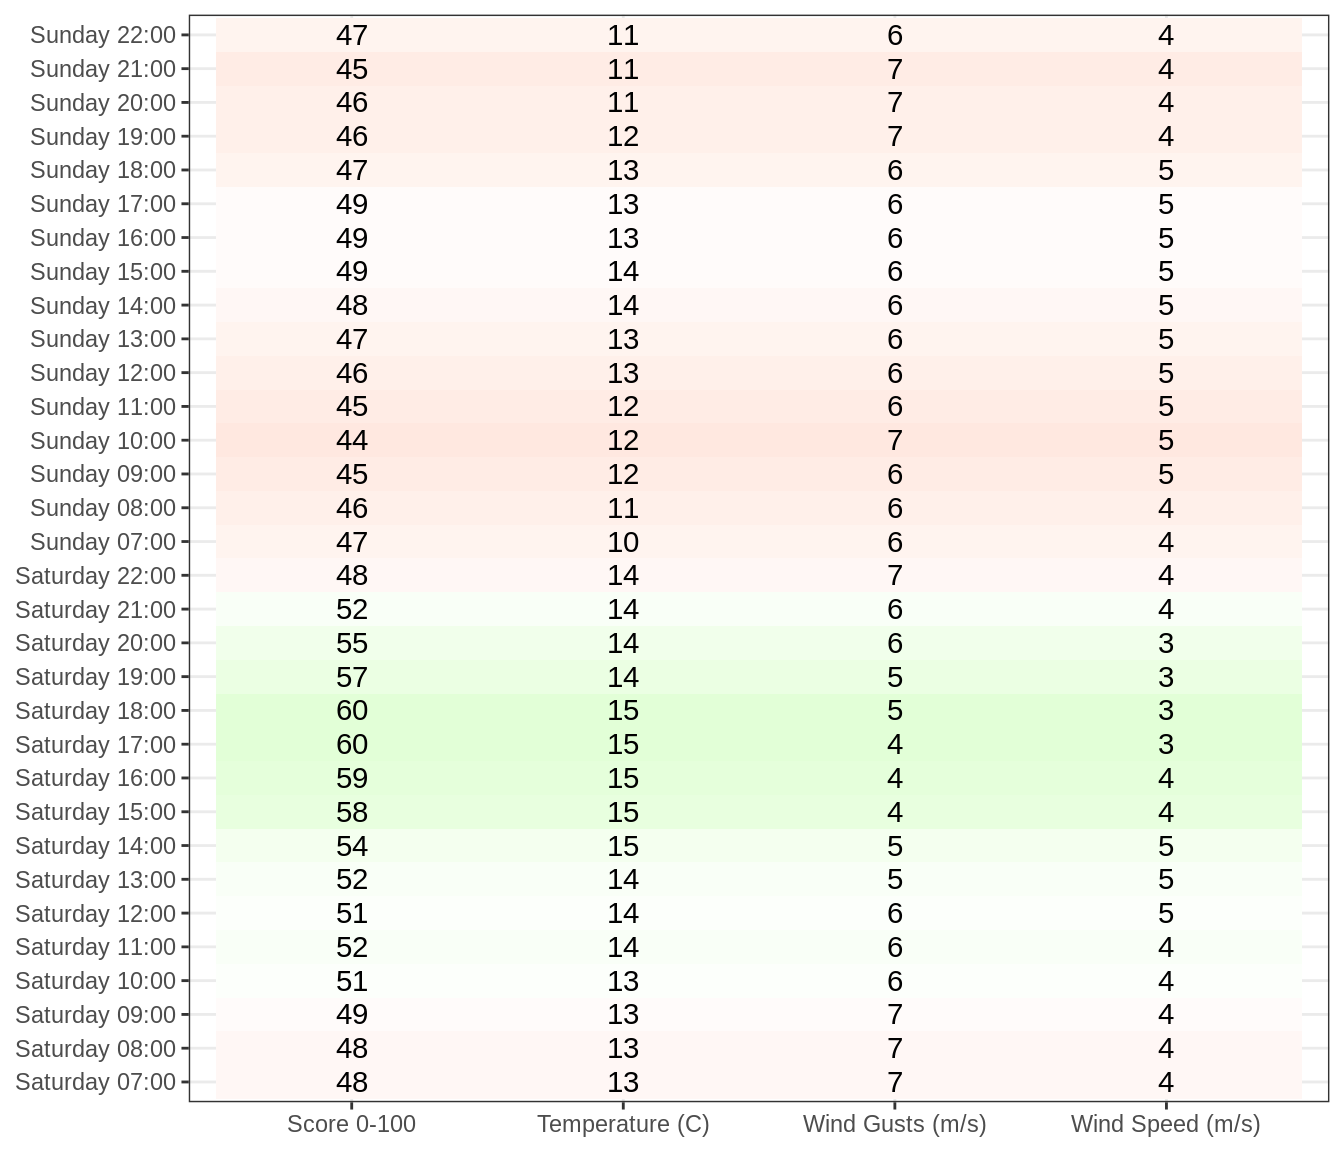 Sunday 22:00 47 11 6 4
Sunday 21:00 45 11 7 4
Sunday 20:00 46 11 7 4
Sunday 19:00 46 12 7 4
Sunday 18:00 47 13 6 5
Sunday 17:00 49 13 6 5
Sunday 16:00 49 13 6 5
Sunday 15:00 49 14 6 5
Sunday 14:00 48 14 6 5
Sunday 13:00 47 13 6 5
Sunday 12:00 46 13 6 5
Sunday 11:00 45 12 6 5
Sunday 10:00 44 12 7 5
Sunday 09:00 45 12 6 5
Sunday 08:00 46 11 6 4
Sunday 07:00 47 10 6 4
Saturday 22:00 48 14 7 4
Saturday 21:00 52 14 6 4
Saturday 20:00 55 14 6 3
Saturday 19:00 57 14 5 3
Saturday 18:00 60 15 5 3
Saturday 17:00 60 15 4 3
Saturday 16:00 59 15 4 4
Saturday 15:00 58 15 4 4
Saturday 14:00 54 15 5 5
Saturday 13:00 52 14 5 5
Saturday 12:00 51 14 6 5
Saturday 11:00 52 14 6 4
Saturday 10:00 51 13 6 4
Saturday 09:00 49 13 7 4
Saturday 08:00 48 13 7 4
Saturday 07:00 48 13 7 4
Score 0-100 Temperature (C) Wind Gusts (m/s) Wind Speed (m/s)